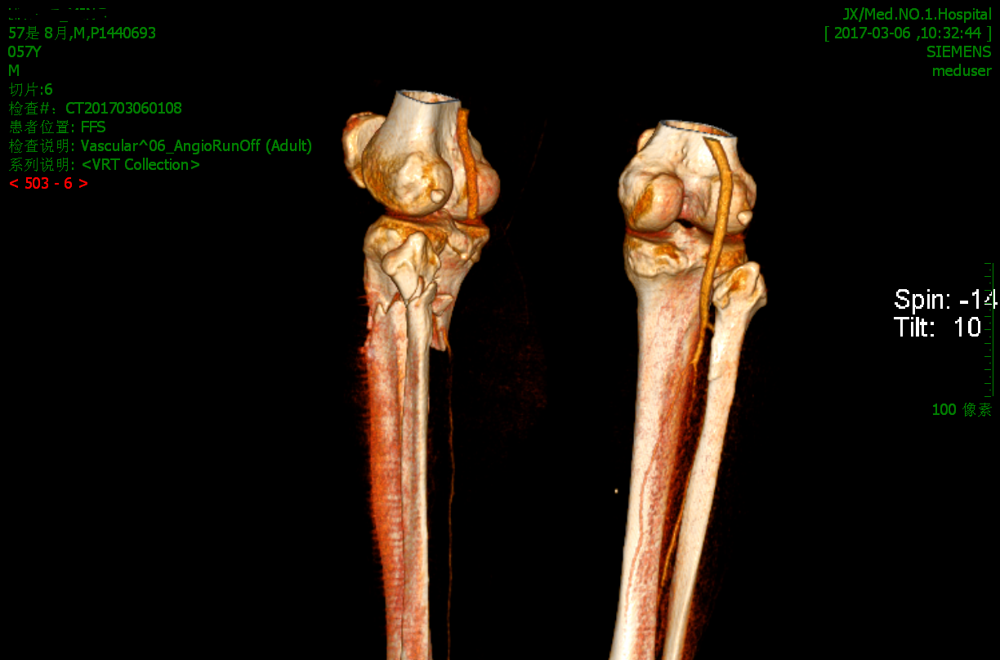 57是 8月,M,P1440693
057Y
M
切片:6
检查#：CT201703060108
患者位置: FFS
检查说明: Vascular^06_AngioRunOff (Adult)
系列说明: <VRT Collection>
< 503 - 6 >
JX/Med.NO.1.Hospital
[ 2017-03-06 ,10:32:44 ]
SIEMENS
meduser
Spin: -14
Tilt: 10
100 像素